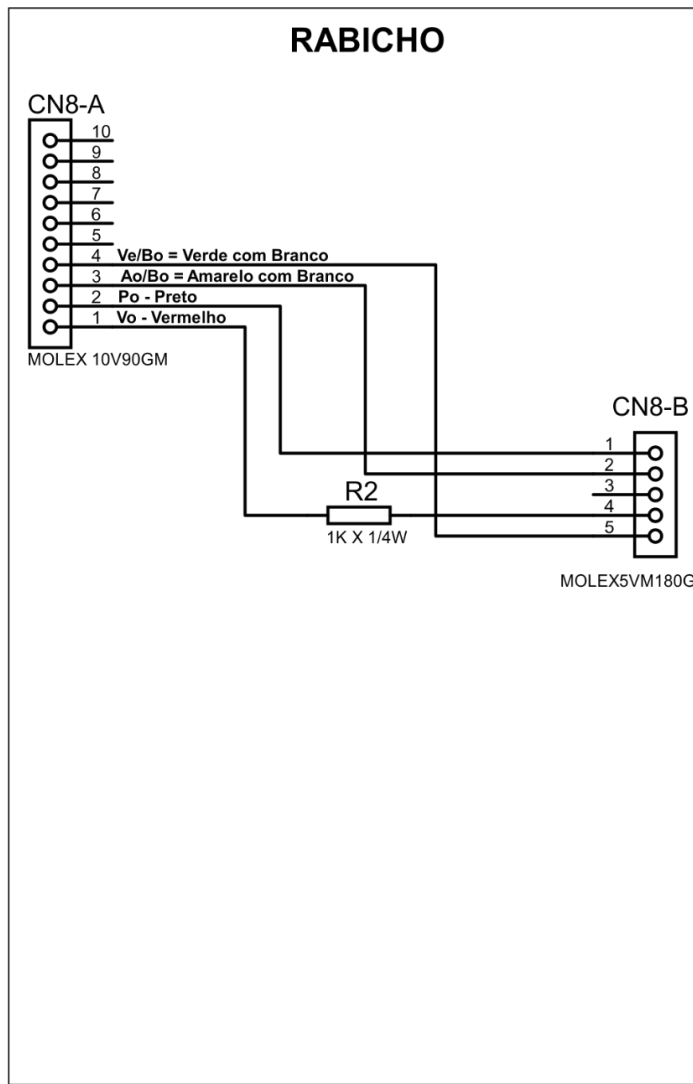 RABICHO
CN8-A
10
9
8
7
6
5
4 Ve/Bo = Verde com Branco
3 Ao/Bo = Amarelo com Branco
2 Po - Preto
1 Vo - Vermelho
MOLEX 10V90GM
CN8-B
1
2
3
4
5
R2
1K X 1/4W
MOLEX5VM180G